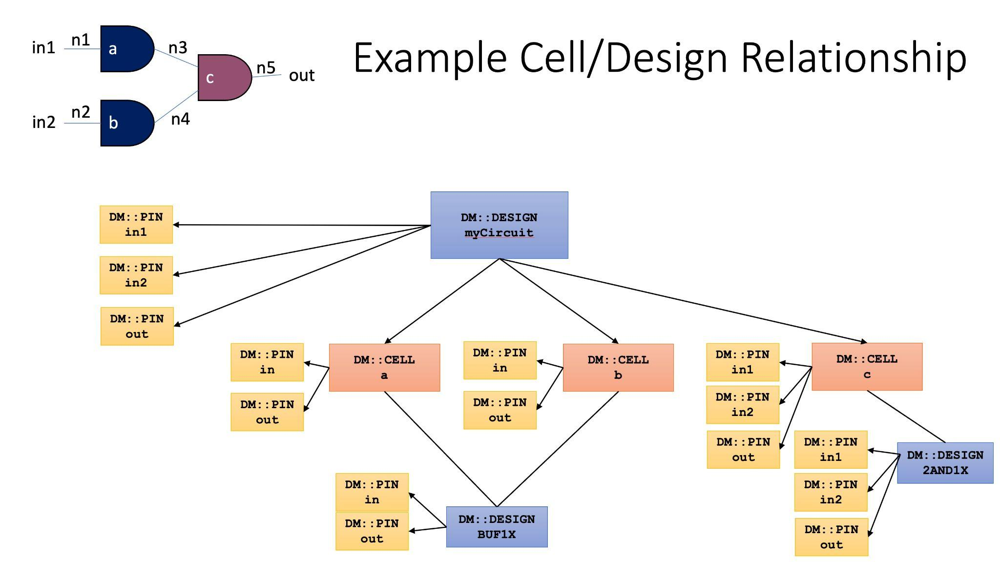 Example Cell/Design Relationship
in1
n1
a
n3
c
n5
out
in2
n2
b
n4
DM::DESIGN
myCircuit
DM::PIN
in1
DM::PIN
in2
DM::PIN
out
DM::CELL
a
DM::PIN
in
DM::PIN
out
DM::CELL
b
DM::PIN
in
DM::PIN
out
DM::CELL
c
DM::PIN
in1
DM::PIN
in2
DM::PIN
out
DM::DESIGN
2AND1X
DM::PIN
in1
DM::PIN
in2
DM::PIN
out
DM::DESIGN
BUF1X
DM::PIN
in
DM::PIN
out